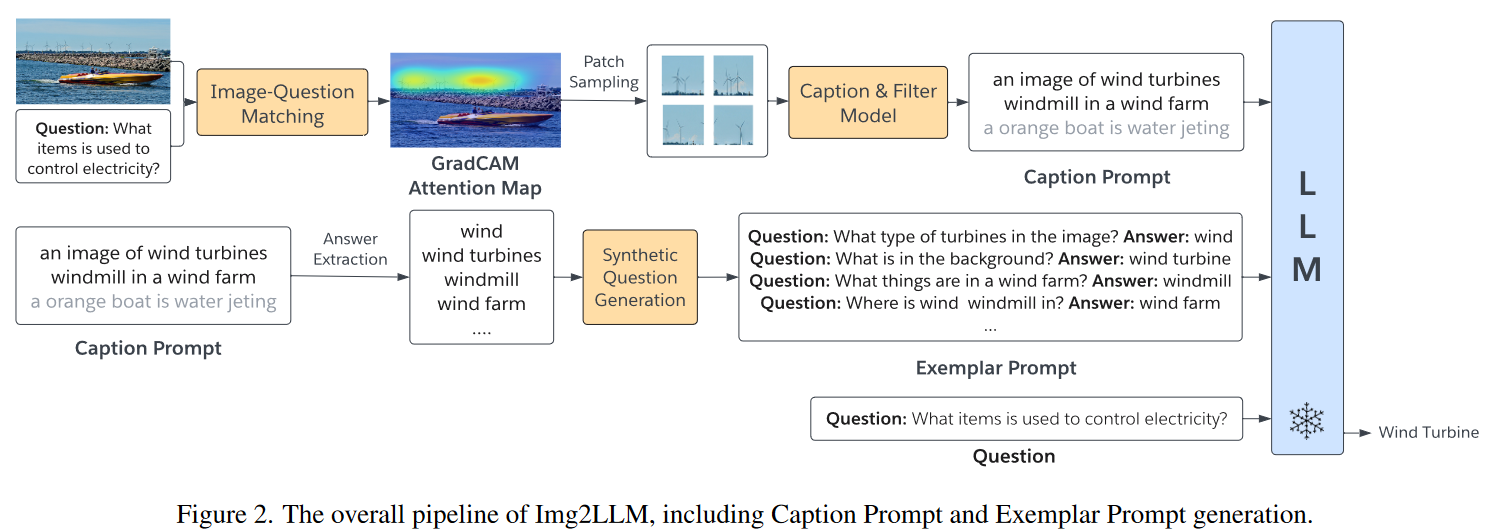 Question: What
items is used to
control electricity?
Image-Question
Matching
GradCAM
Attention Map
Patch
Sampling
Caption & Filter
Model
an image of wind turbines
windmill in a wind farm
a orange boat is water jeting
Caption Prompt
an image of wind turbines
windmill in a wind farm
a orange boat is water jeting
Caption Prompt
Answer
Extraction
wind
wind turbines
windmill
wind farm
....
Synthetic
Question
Generation
Question: What type of turbines in the image? Answer: wind
Question: What is in the background? Answer: wind turbine
Question: What things are in a wind farm? Answer: windmill
Question: Where is wind windmill in? Answer: wind farm
...
Exemplar Prompt
Question: What items is used to control electricity?
Question
L
L
M
Wind Turbine
Figure 2. The overall pipeline of Img2LLM, including Caption Prompt and Exemplar Prompt generation.